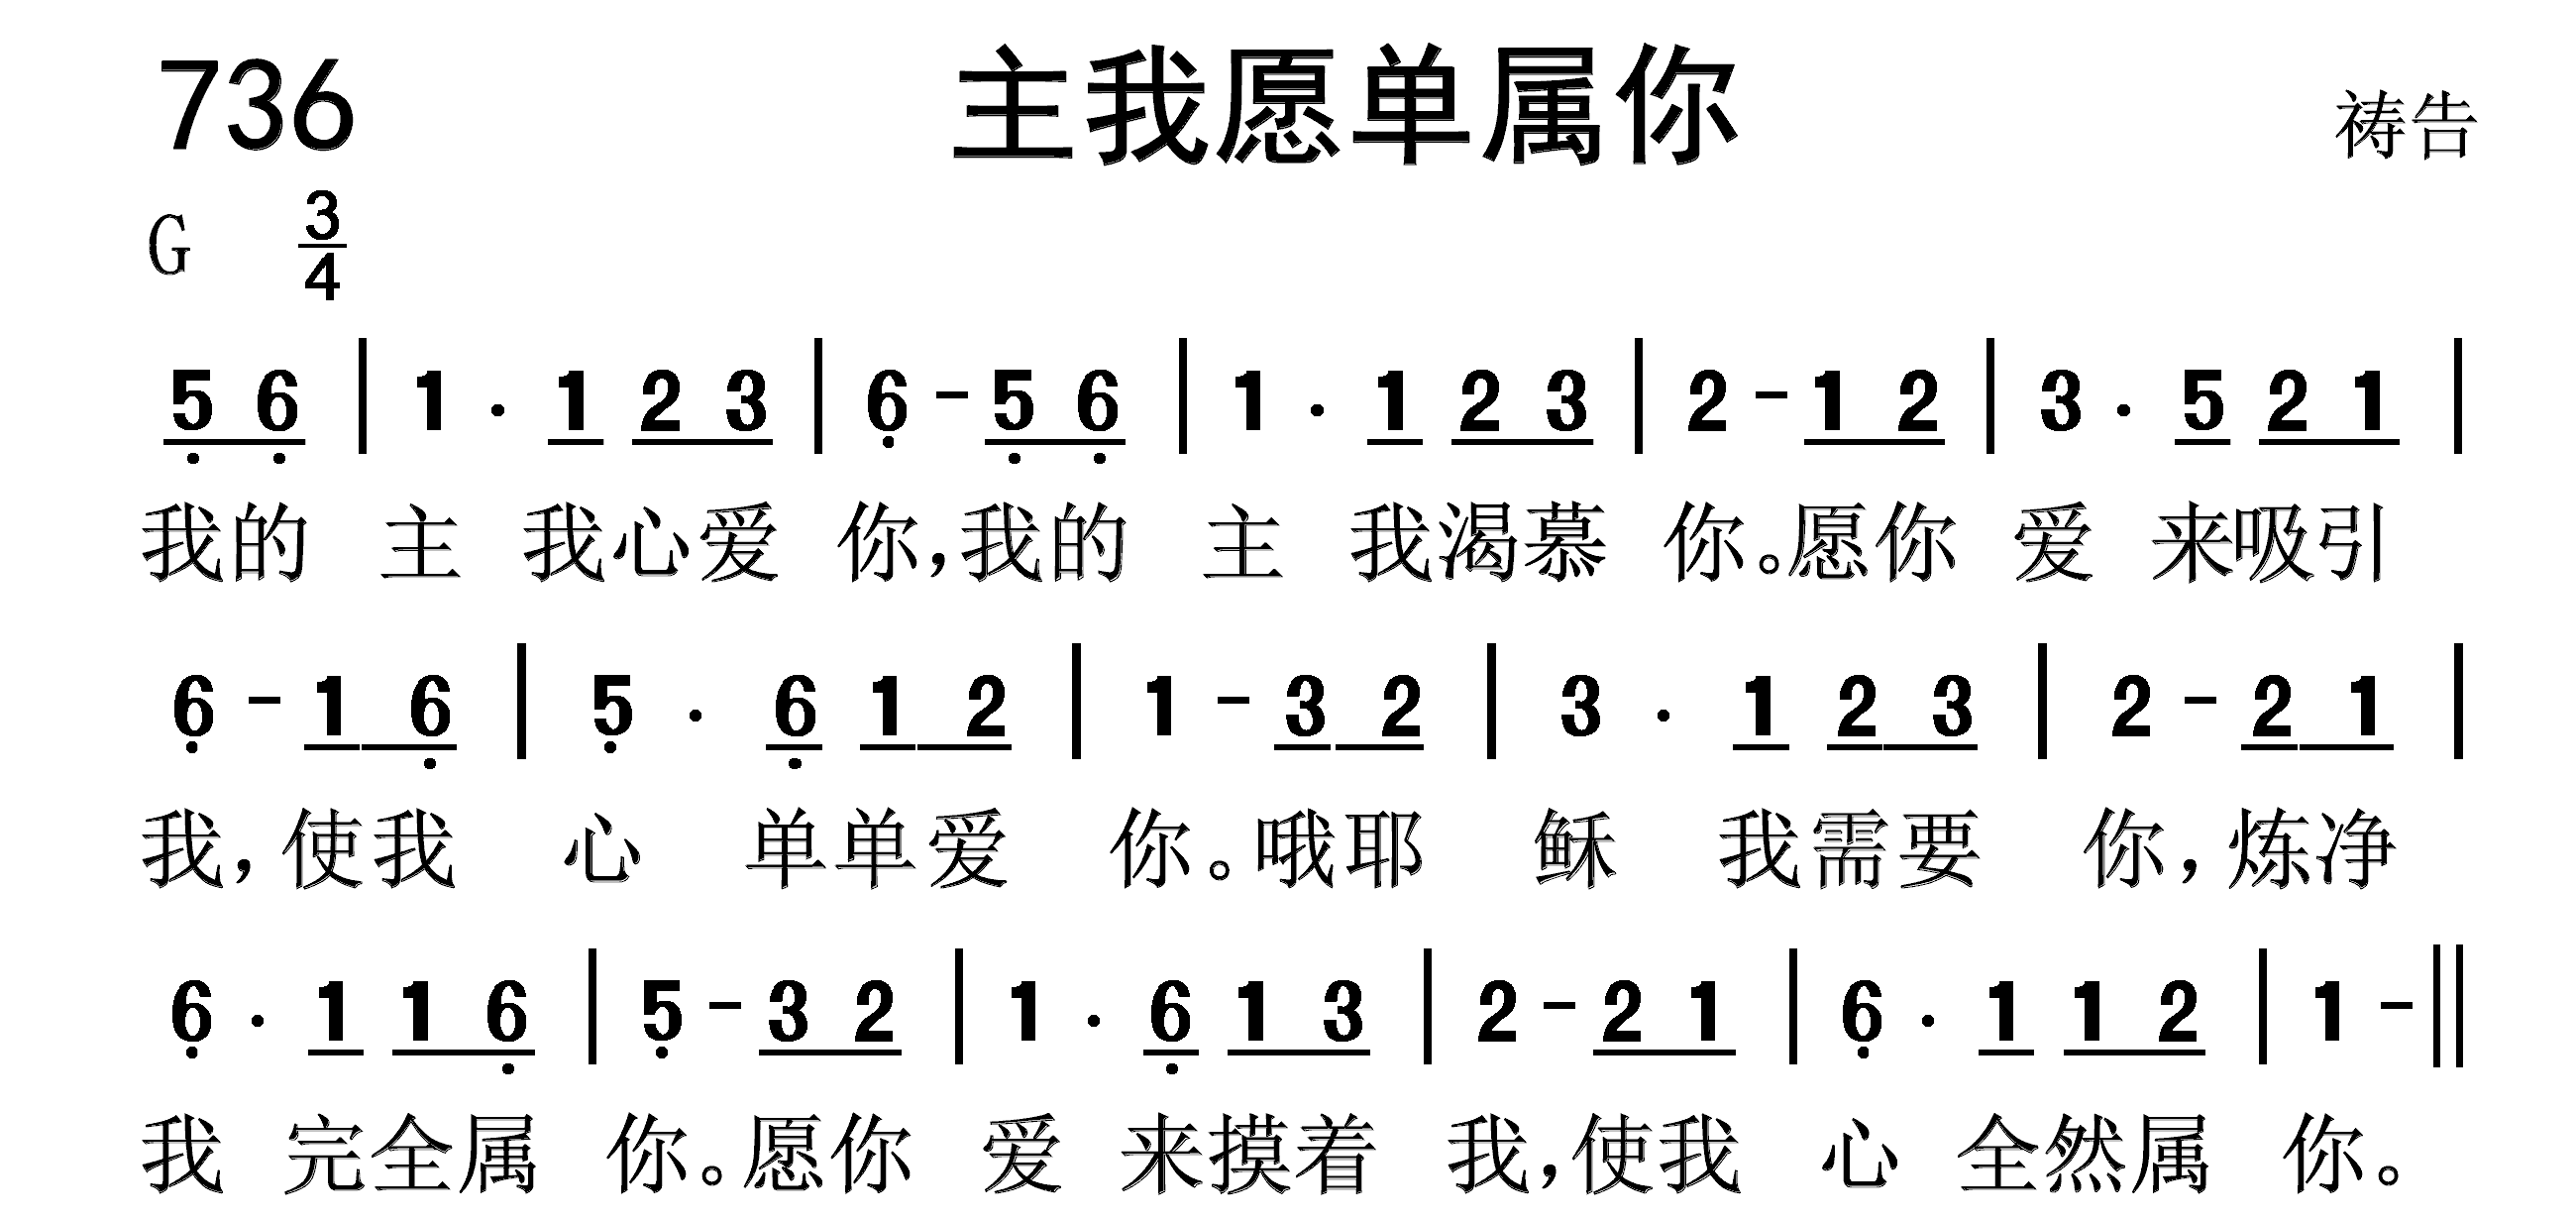 736 主我愿单属你 祷告
G 3/4
5 6 | 1 · 1 2 3 | 6 - 5 6 | 1 · 1 2 3 | 2 - 1 2 | 3 · 5 2 1 |
我的 主 我心爱 你，我的 主 我渴慕 你。愿你 爱 来吸引
6 - 1 6 | 5 · 6 1 2 | 1 - 3 2 | 3 · 1 2 3 | 2 - 2 1 |
我，使我 心 单单爱 你。哦耶 稣 我需要 你，炼净
6 · 1 1 6 | 5 - 3 2 | 1 · 6 1 3 | 2 - 2 1 | 6 · 1 1 2 | 1 - ||
我 完全属 你。愿你 爱 来摸着 我，使我 心 全然属 你。